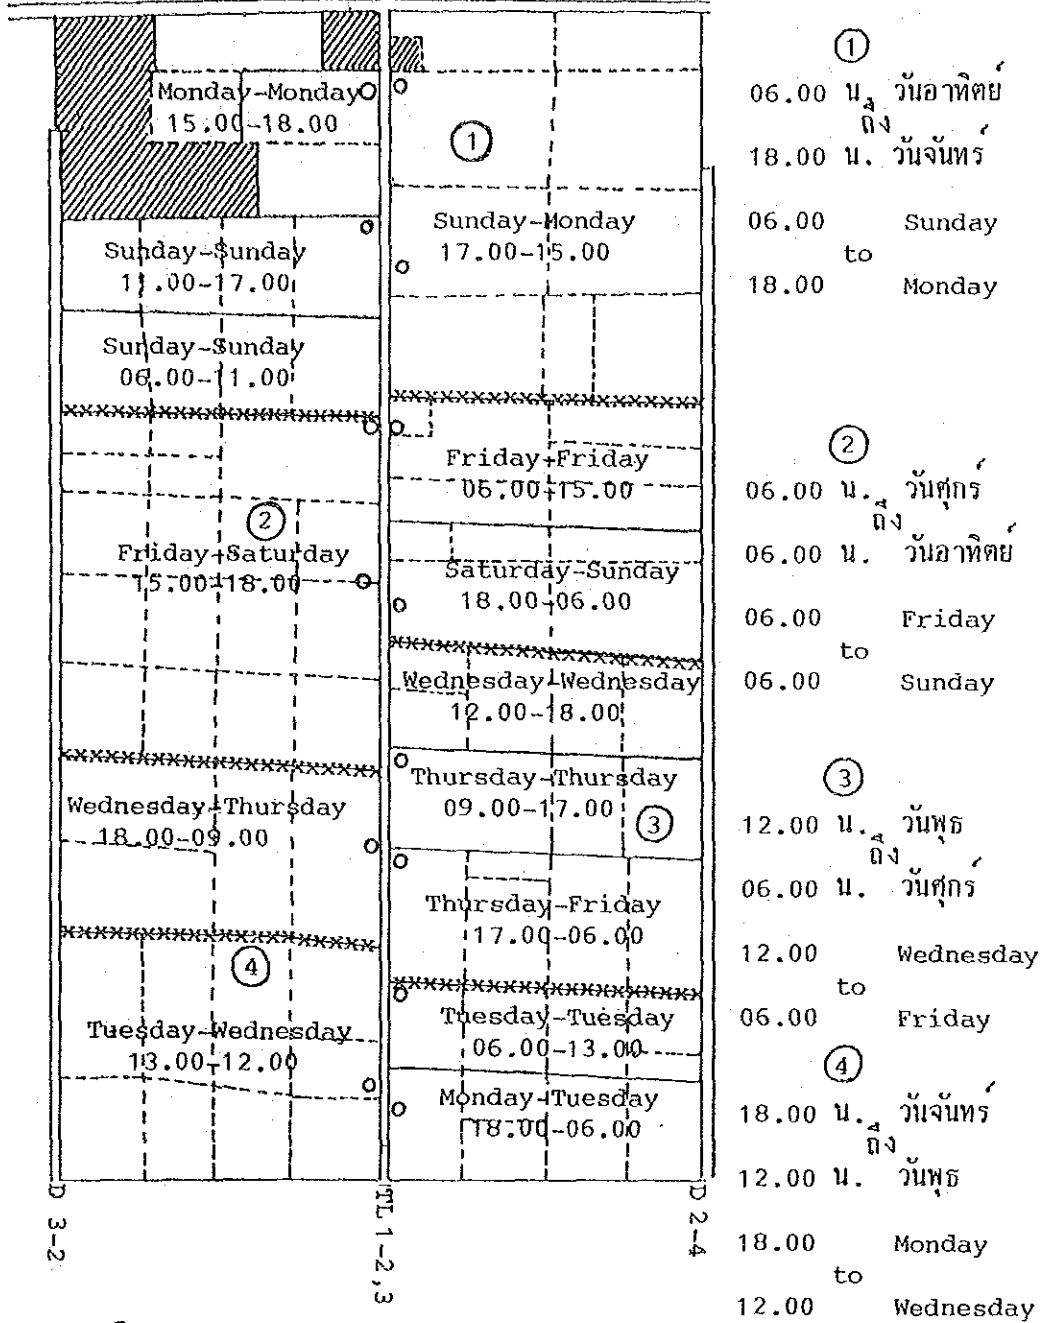 Monday-Monday
15.00-18.00
Sunday-Sunday
11.00-17.00
Sunday-Sunday
06.00-11.00
②
Friday-Saturday
15.00-18.00
Wednesday-Thursday
18.00-09.00
④
Tuesday-Wednesday
13.00-12.00
①
Sunday-Monday
17.00-15.00
Friday-Friday
06.00-15.00
Saturday-Sunday
18.00-06.00
Wednesday-Wednesday
12.00-18.00
Thursday-Thursday
09.00-17.00
③
Thursday-Friday
17.00-06.00
Tuesday-Tuesday
06.00-13.00
Monday-Tuesday
18.00-06.00
D 3-2
TL 1-2,3
D 2-4
①
06.00 น. วันอาทิตย์
ถึง
18.00 น. วันจันทร์
06.00 Sunday
to
18.00 Monday
②
06.00 น. วันศุกร์
ถึง
06.00 น. วันอาทิตย์
06.00 Friday
to
06.00 Sunday
③
12.00 น. วันพุธ
ถึง
06.00 น. วันศุกร์
12.00 Wednesday
to
06.00 Friday
④
18.00 น. วันจันทร์
ถึง
12.00 น. วันพุธ
18.00 Monday
to
12.00 Wednesday